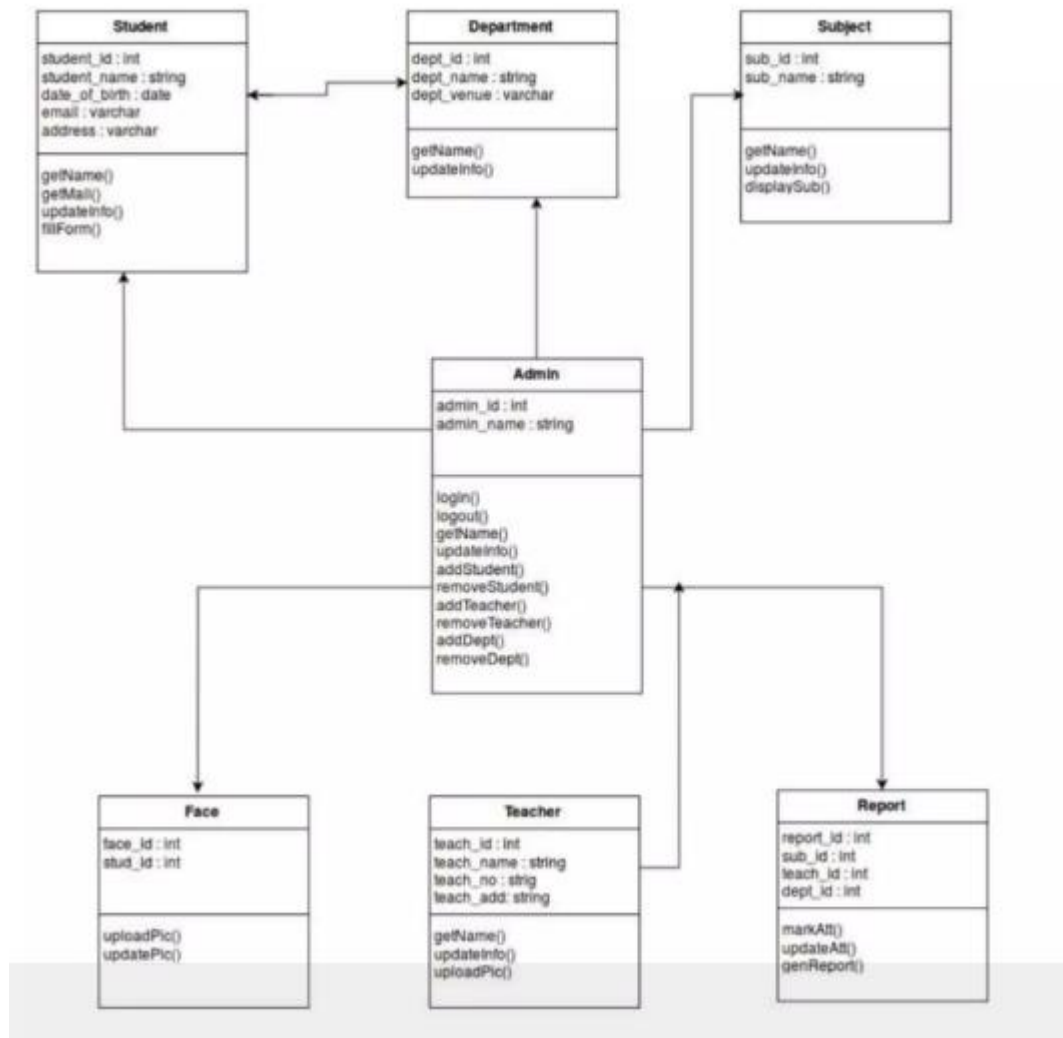 Student
student_id : int
student_name : string
date_of_birth : date
email : varchar
address : varchar
getName()
getMail()
updateInfo()
fillForm()
Department
dept_id : int
dept_name : string
dept_venue : varchar
getName()
updateInfo()
Subject
sub_id : int
sub_name : string
getName()
updateInfo()
displaySub()
Admin
admin_id : int
admin_name : string
login()
logout()
getName()
updateInfo()
addStudent()
removeStudent()
addTeacher()
removeTeacher()
addDept()
removeDept()
Face
face_id : int
stud_id : int
uploadPic()
updatePic()
Teacher
teach_id : int
teach_name : string
teach_no : strig
teach_add: string
getName()
updateInfo()
uploadPic()
Report
report_id : int
sub_id : int
teach_id : int
dept_id : int
markAtt()
updateAtt()
genReport()